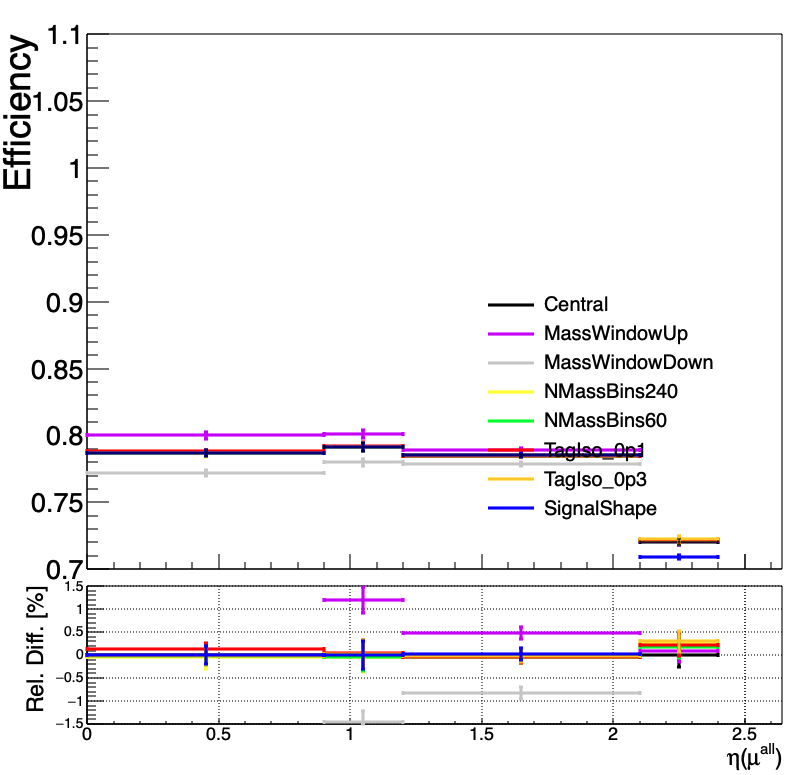 Efficiency
1.1
1.05
1
0.95
0.9
0.85
0.8
0.75
0.7
Central
MassWindowUp
MassWindowDown
NMassBins240
NMassBins60
TagIso_0p1
TagIso_0p3
SignalShape
Rel. Diff. [%]
1.5
1
0.5
0
−0.5
−1
−1.5
0 0.5 1 1.5 2 2.5
η(μ^all)